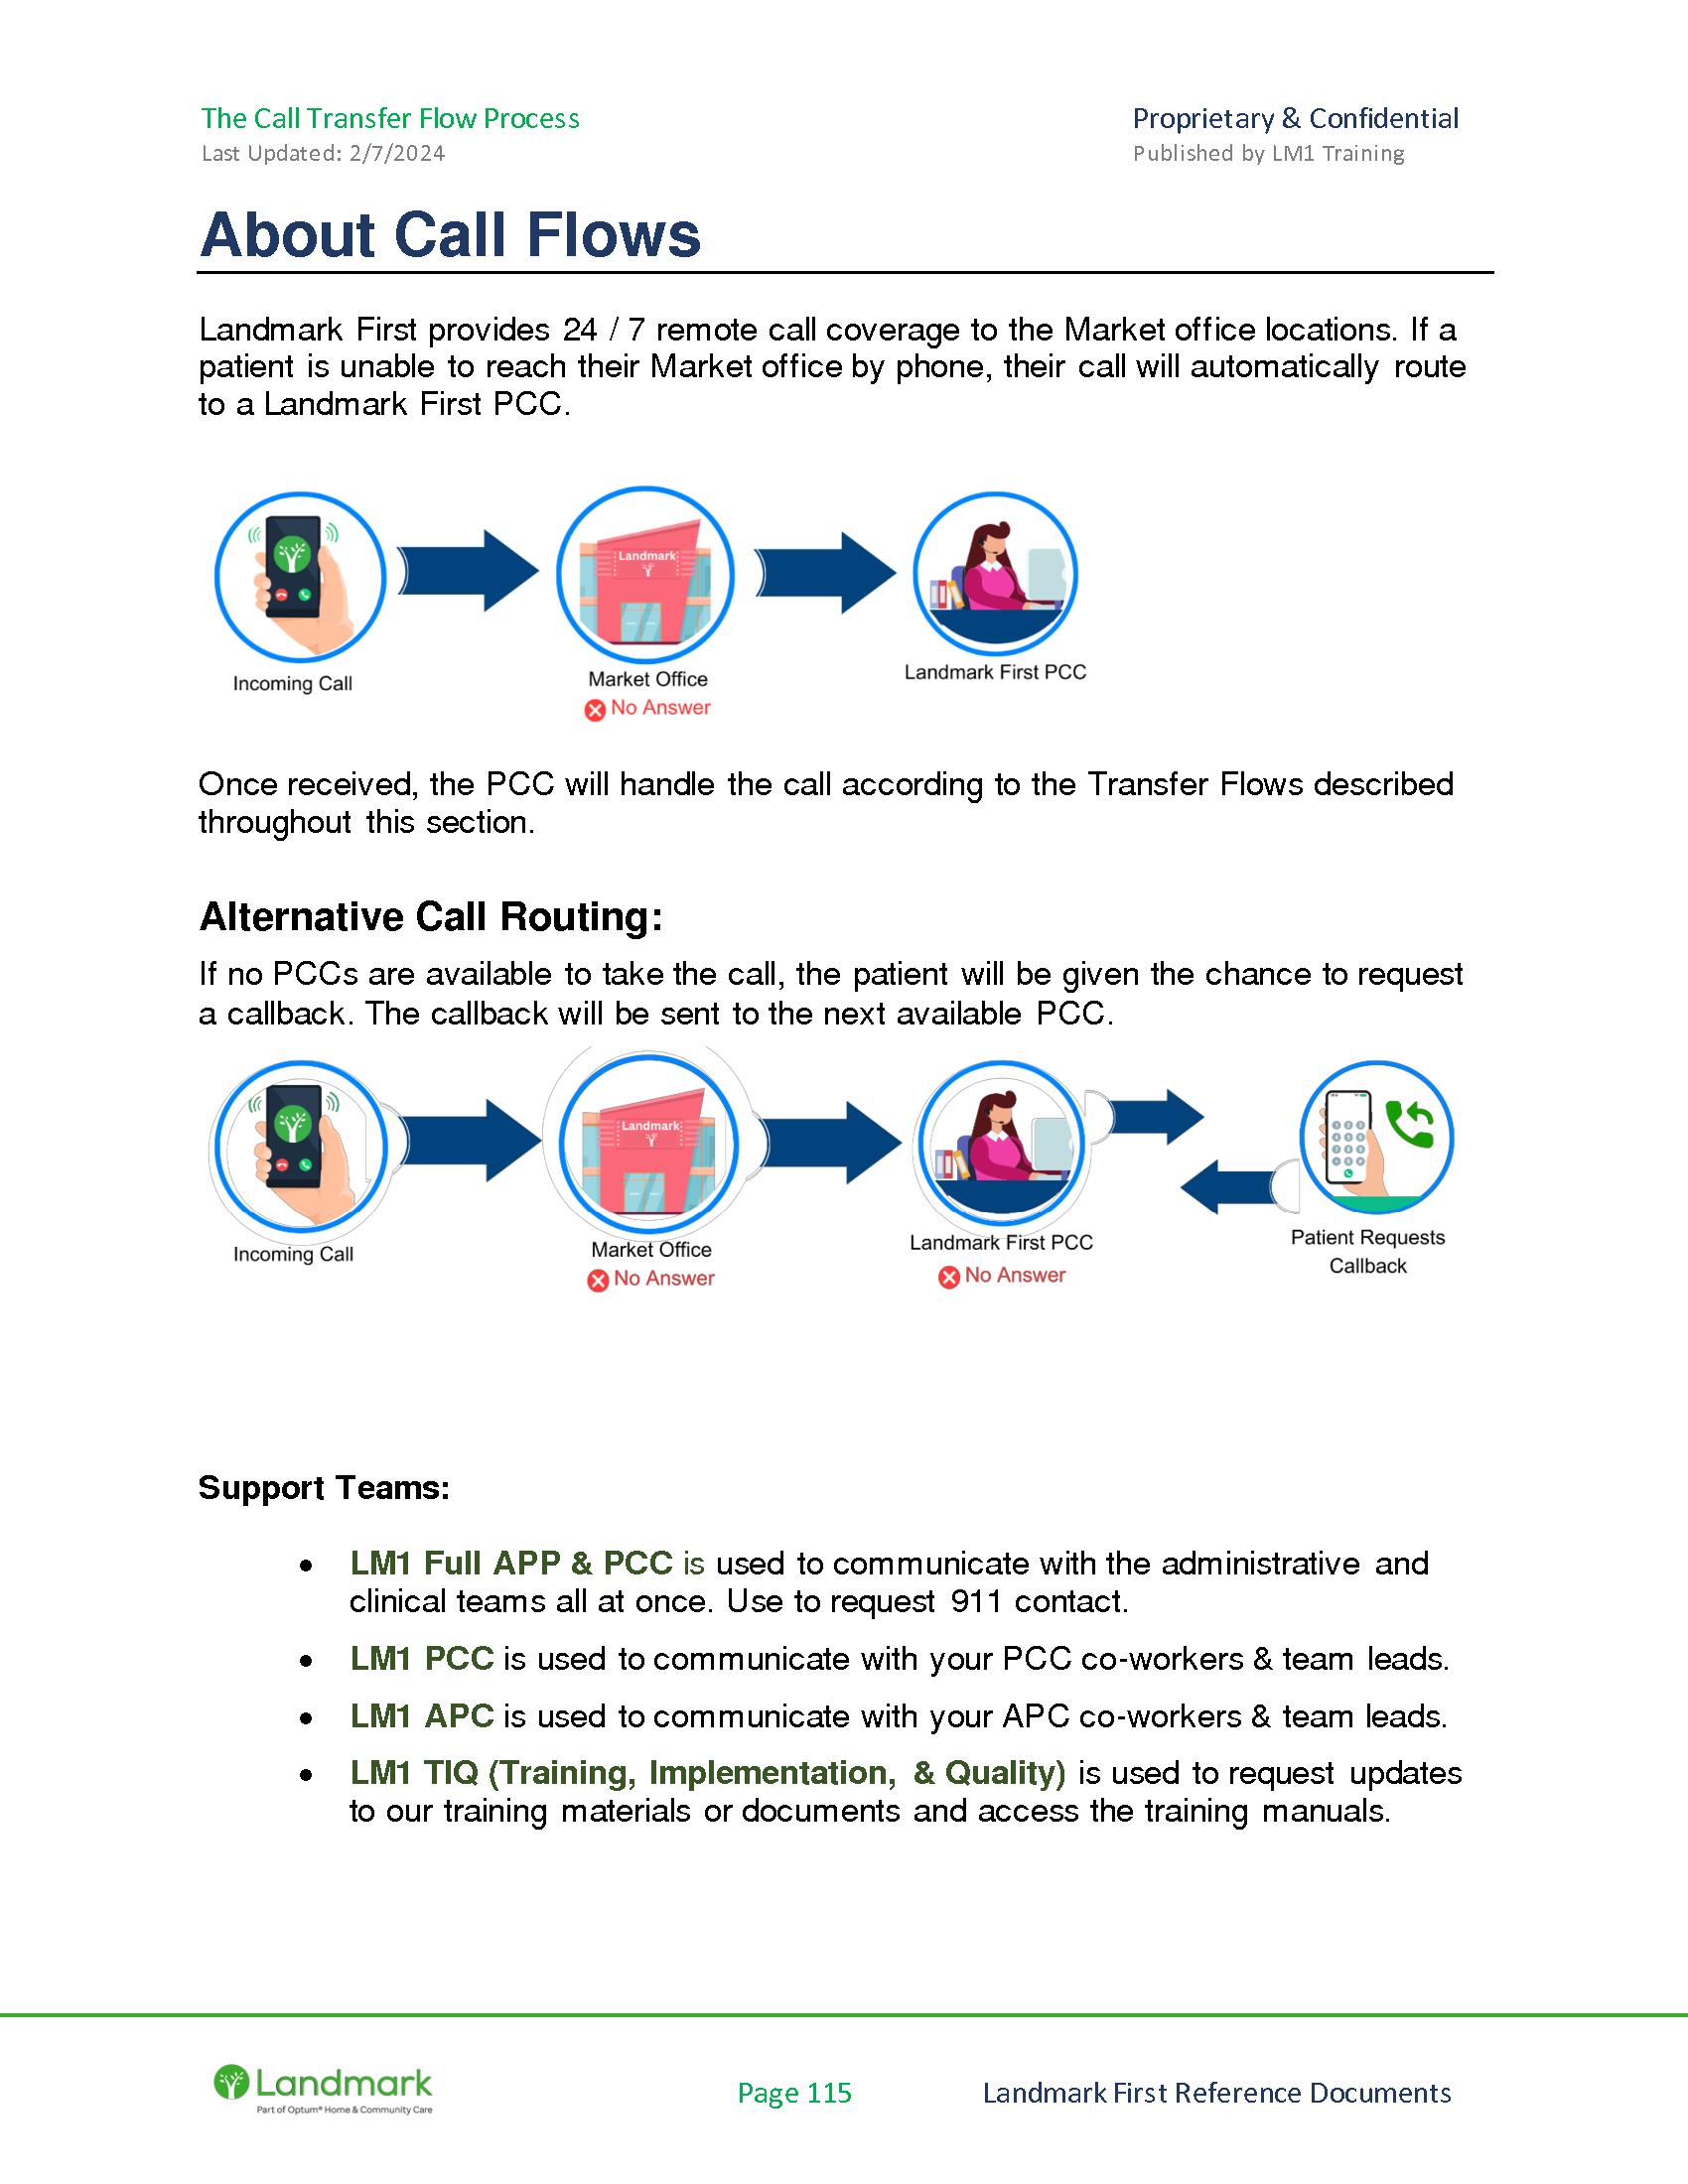 The Call Transfer Flow Process
Proprietary & Confidential
Last Updated: 2/7/2024
Published by LM1 Training
About Call Flows
Landmark First provides 24 / 7 remote call coverage to the Market office locations. If a
patient is unable to reach their Market office by phone, their call will automatically route
to a Landmark First PCC.
Landmark
Incoming Call
Market Office
No Answer
Landmark First PCC
Once received, the PCC will handle the call according to the Transfer Flows described
throughout this section.
Alternative Call Routing:
If no PCCs are available to take the call, the patient will be given the chance to request
a callback. The callback will be sent to the next available PCC.
Landmark
Incoming Call
Market Office
No Answer
Landmark First PCC
No Answer
Patient Requests
Callback
Support Teams:
• LM1 Full APP & PCC is used to communicate with the administrative and
clinical teams all at once. Use to request 911 contact.
• LM1 PCC is used to communicate with your PCC co-workers & team leads.
• LM1 APC is used to communicate with your APC co-workers & team leads.
• LM1 TIQ (Training, Implementation, & Quality) is used to request updates
to our training materials or documents and access the training manuals.
Landmark
Part of Optum® Home & Community Care
Page 115
Landmark First Reference Documents